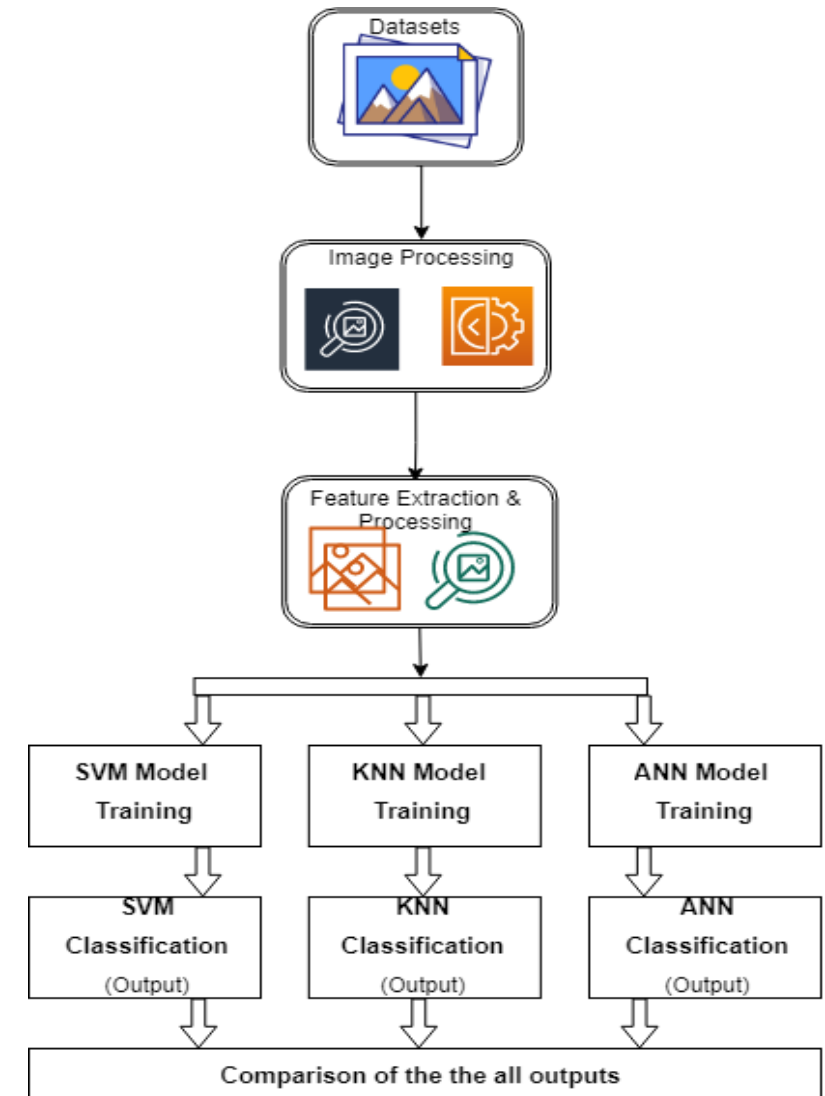 Datasets
Image Processing
Feature Extraction &
Processing
SVM Model
Training
KNN Model
Training
ANN Model
Training
SVM
Classification
(Output)
KNN
Classification
(Output)
ANN
Classification
(Output)
Comparison of the the all outputs